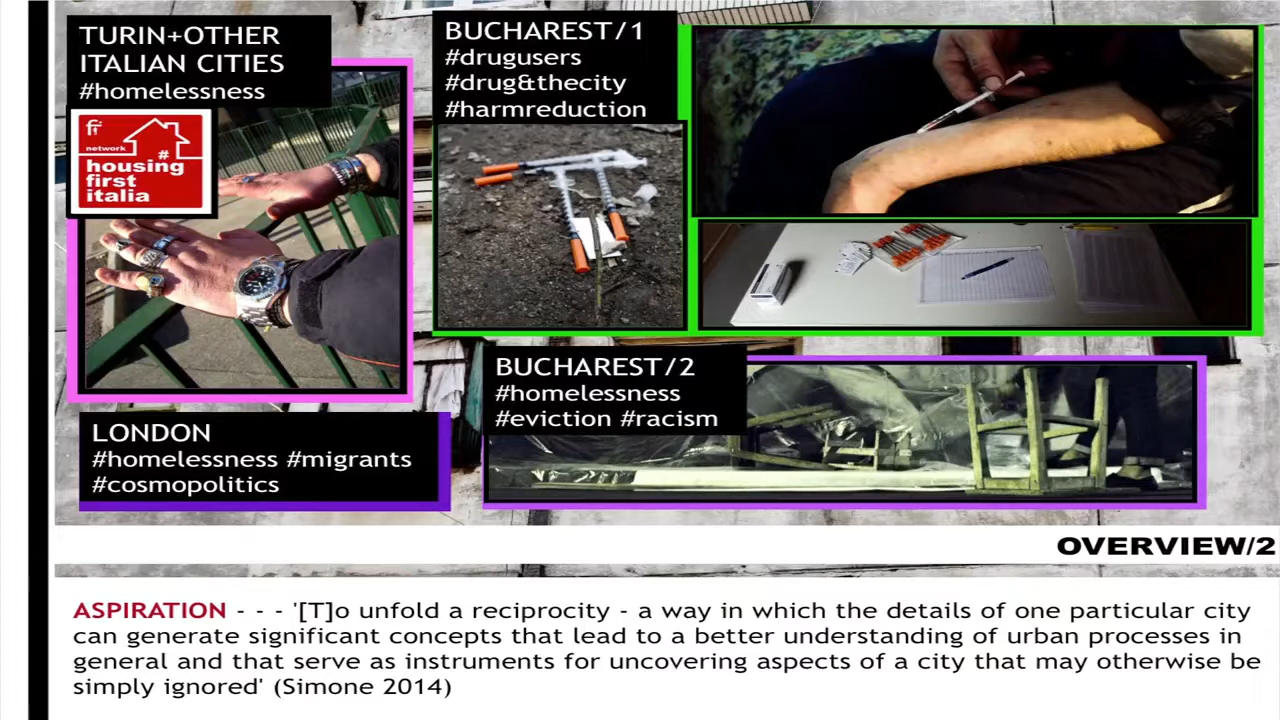 TURIN+OTHER
ITALIAN CITIES
#homelessness
fi
network
#
housing
first
italia
BUCHAREST/1
#drugusers
#drug&thecity
#harmreduction
LONDON
#homelessness #migrants
#cosmopolitics
BUCHAREST/2
#homelessness
#eviction #racism
OVERVIEW/2
ASPIRATION - - - '[T]o unfold a reciprocity - a way in which the details of one particular city
can generate significant concepts that lead to a better understanding of urban processes in
general and that serve as instruments for uncovering aspects of a city that may otherwise be
simply ignored' (Simone 2014)